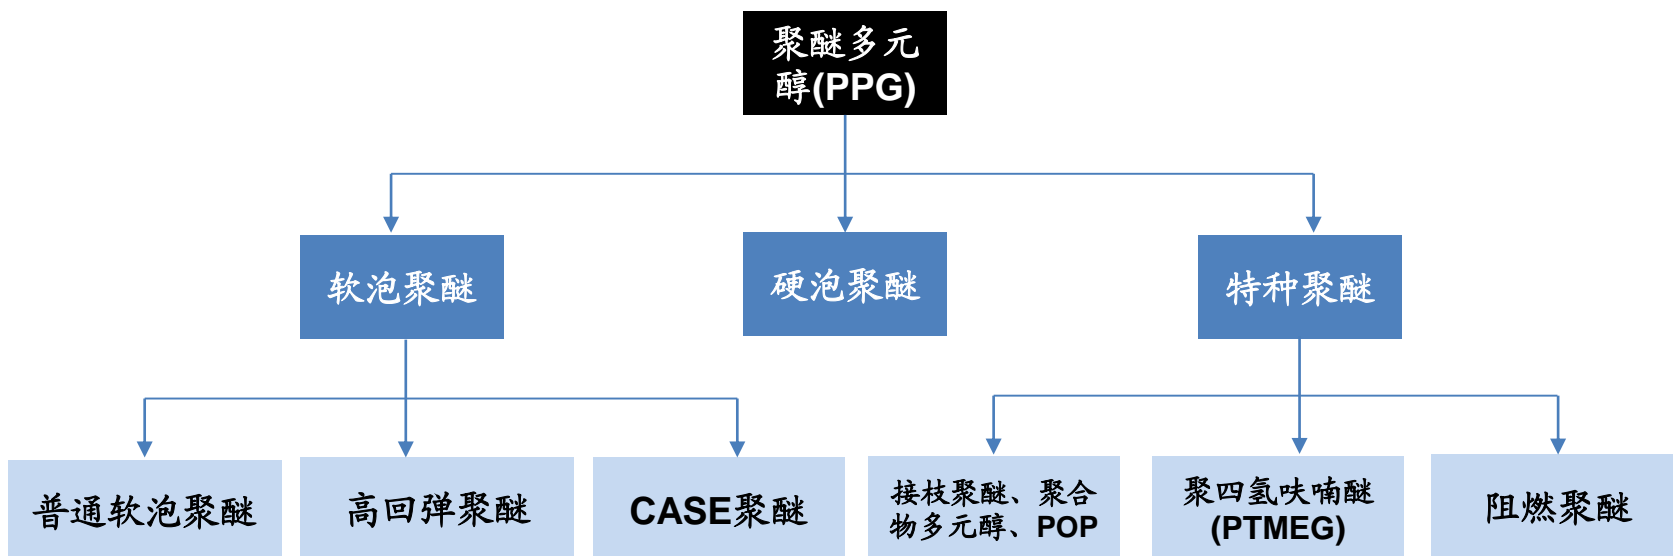 聚醚多元
醇(PPG)
软泡聚醚
硬泡聚醚
特种聚醚
普通软泡聚醚
高回弹聚醚
CASE聚醚
接枝聚醚、聚合
物多元醇、POP
聚四氢呋喃醚
(PTMEG)
阻燃聚醚